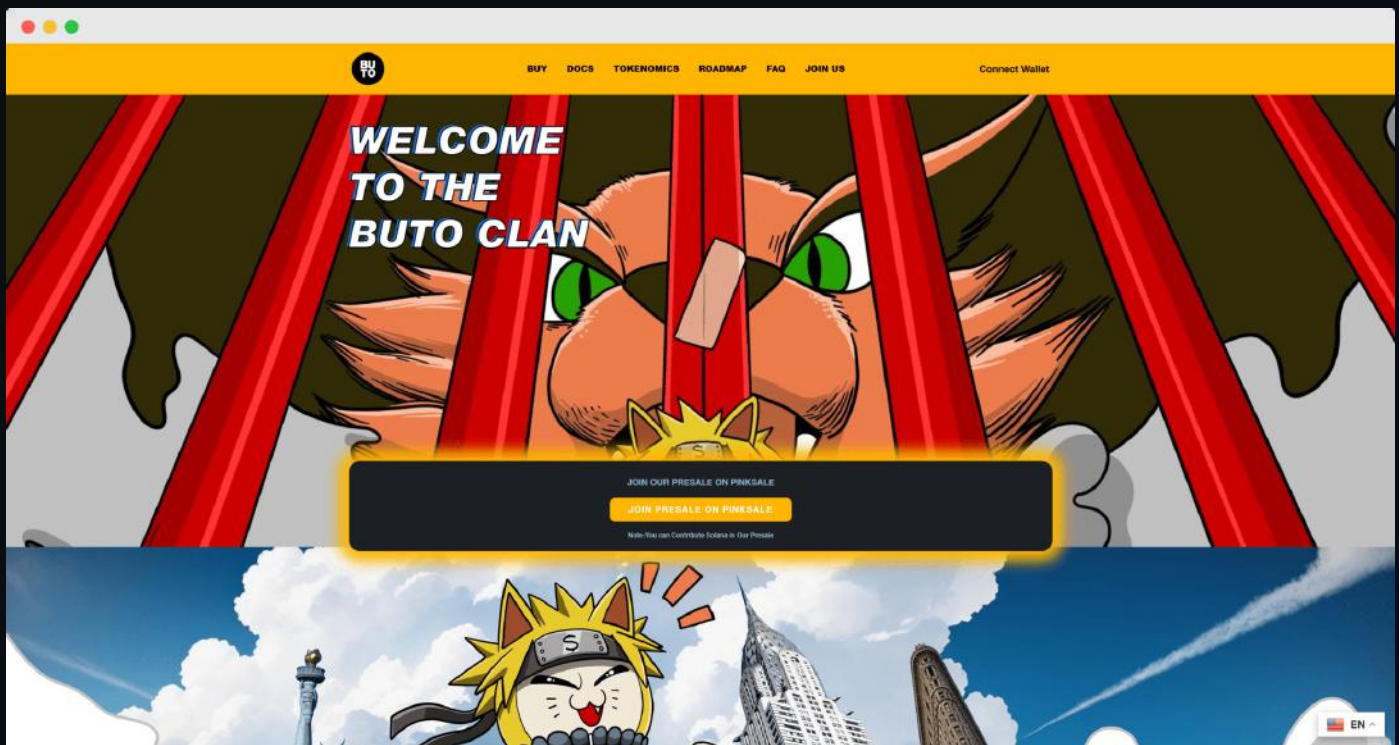 BU
TO
BUY DOCS TOKENOMICS ROADMAP FAQ JOIN US
Connect Wallet
WELCOME
TO THE
BUTO CLAN
S
JOIN OUR PRESALE ON PINKSALE
JOIN PRESALE ON PINKSALE
Note:You can Contribute Solana in Our Presale
S
EN